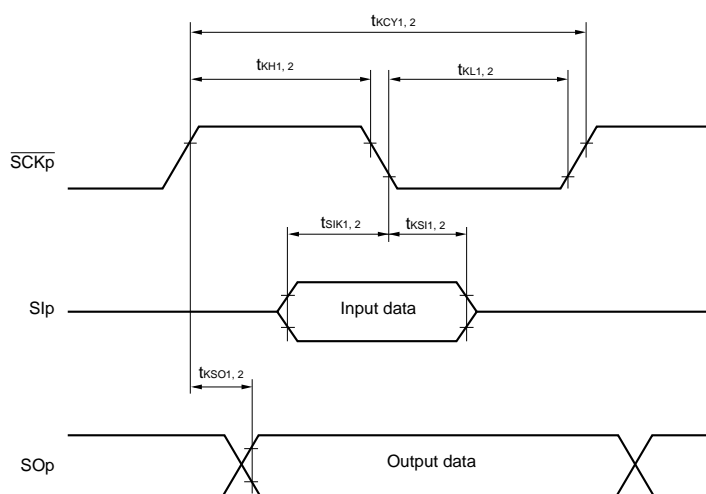 tKCY1, 2
tKH1, 2
tKL1, 2
SCKp
tSIK1, 2
tKSI1, 2
SIp
Input data
tKSO1, 2
SOp
Output data